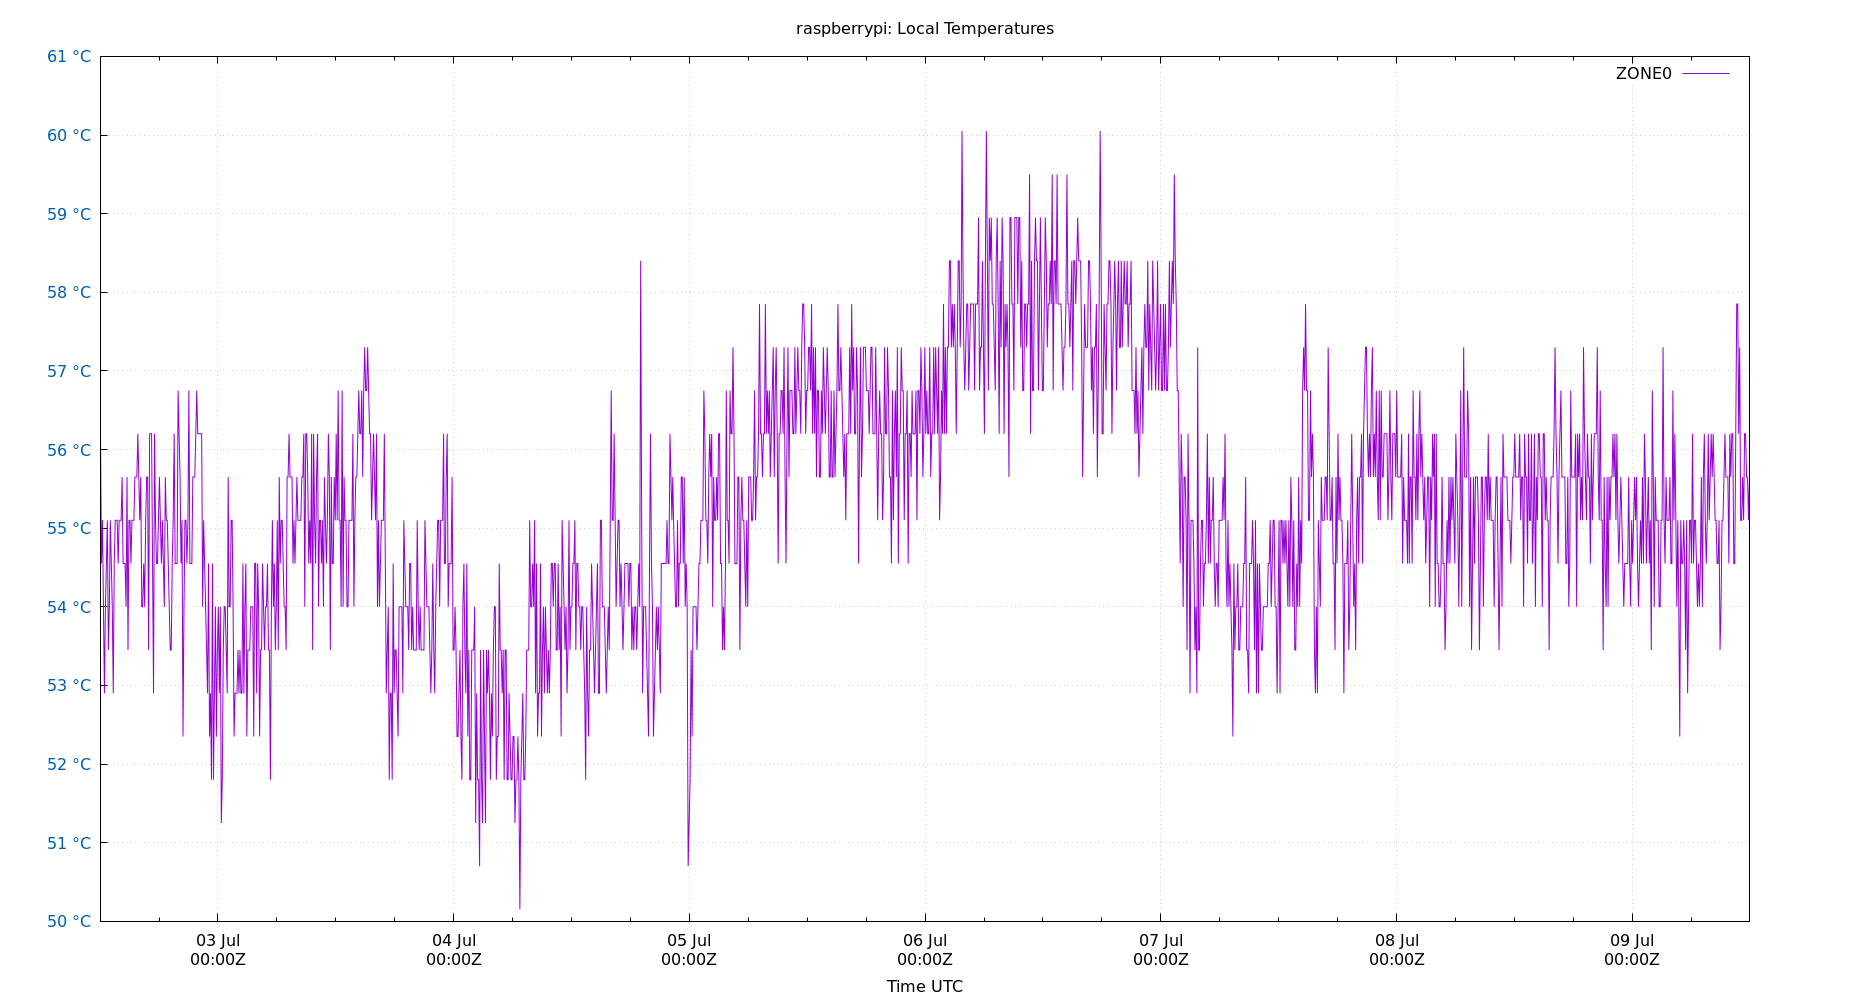 raspberrypi: Local Temperatures
61 °C
ZONE0
60 °C
59 °C
58 °C
57 °C
56 °C
55 °C
54 °C
53 °C
52 °C
51 °C
50 °C
03 Jul 04 Jul 05 Jul 06 Jul 07 Jul 08 Jul 09 Jul
00:00Z 00:00Z 00:00Z 00:00Z 00:00Z 00:00Z 00:00Z
Time UTC